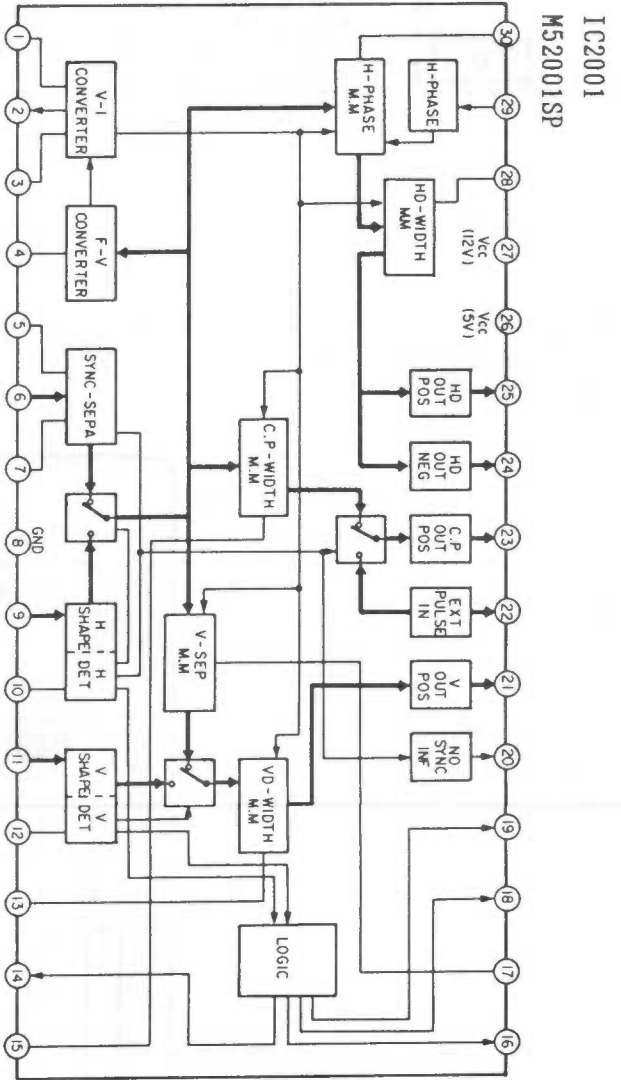 IC2001
M52001SP
30
29
28
27
26
25
24
23
22
21
20
19
18
17
16
Vcc
(12V)
Vcc
(5V)
H-PHASE
H-PHASE
M.M
HD-WIDTH
MM
HD
OUT
POS
HD
OUT
NEG
C.P
OUT
POS
EXT
PULSE
IN
V
OUT
POS
NO
SYNC
INF
C.P-WIDTH
M.M
V-SEP
M.M
VD-WIDTH
M.M
LOGIC
V-I
CONVERTER
F-V
CONVERTER
SYNC-SEPA
H H
SHAPE DET
V V
SHAPE DET
GND
1
2
3
4
5
6
7
8
9
10
11
12
13
14
15